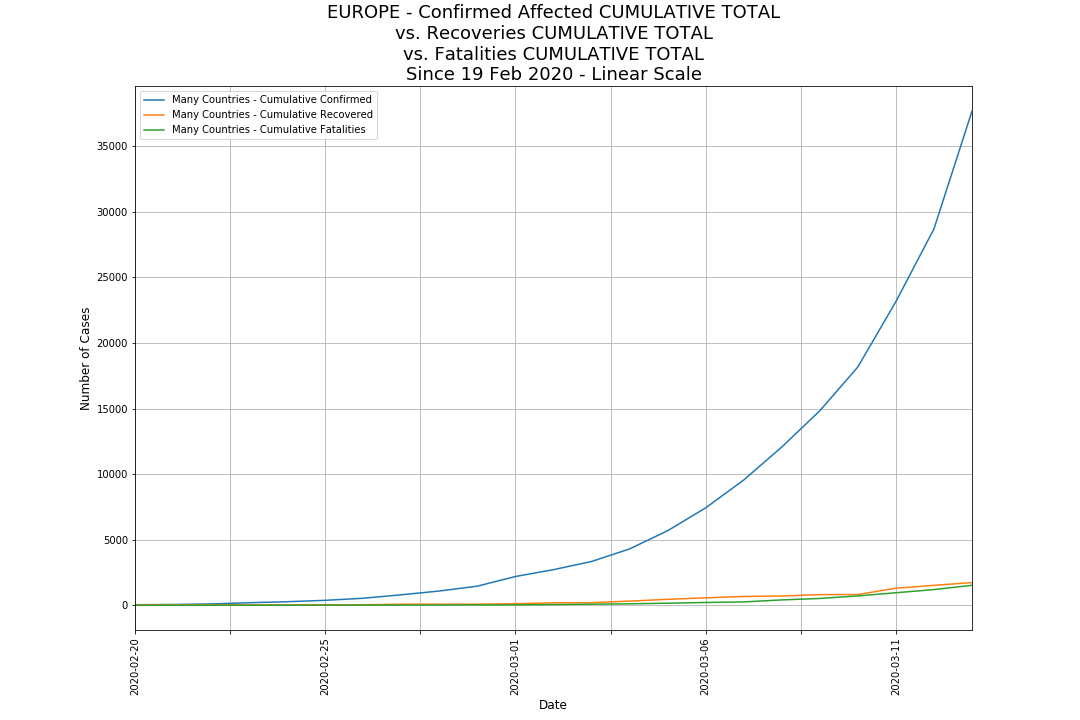 EUROPE - Confirmed Affected CUMULATIVE TOTAL
vs. Recoveries CUMULATIVE TOTAL
vs. Fatalities CUMULATIVE TOTAL
Since 19 Feb 2020 - Linear Scale
Many Countries - Cumulative Confirmed
Many Countries - Cumulative Recovered
Many Countries - Cumulative Fatalities
35000
30000
25000
20000
15000
10000
5000
0
Number of Cases
2020-02-20
2020-02-25
2020-03-01
2020-03-06
2020-03-11
Date